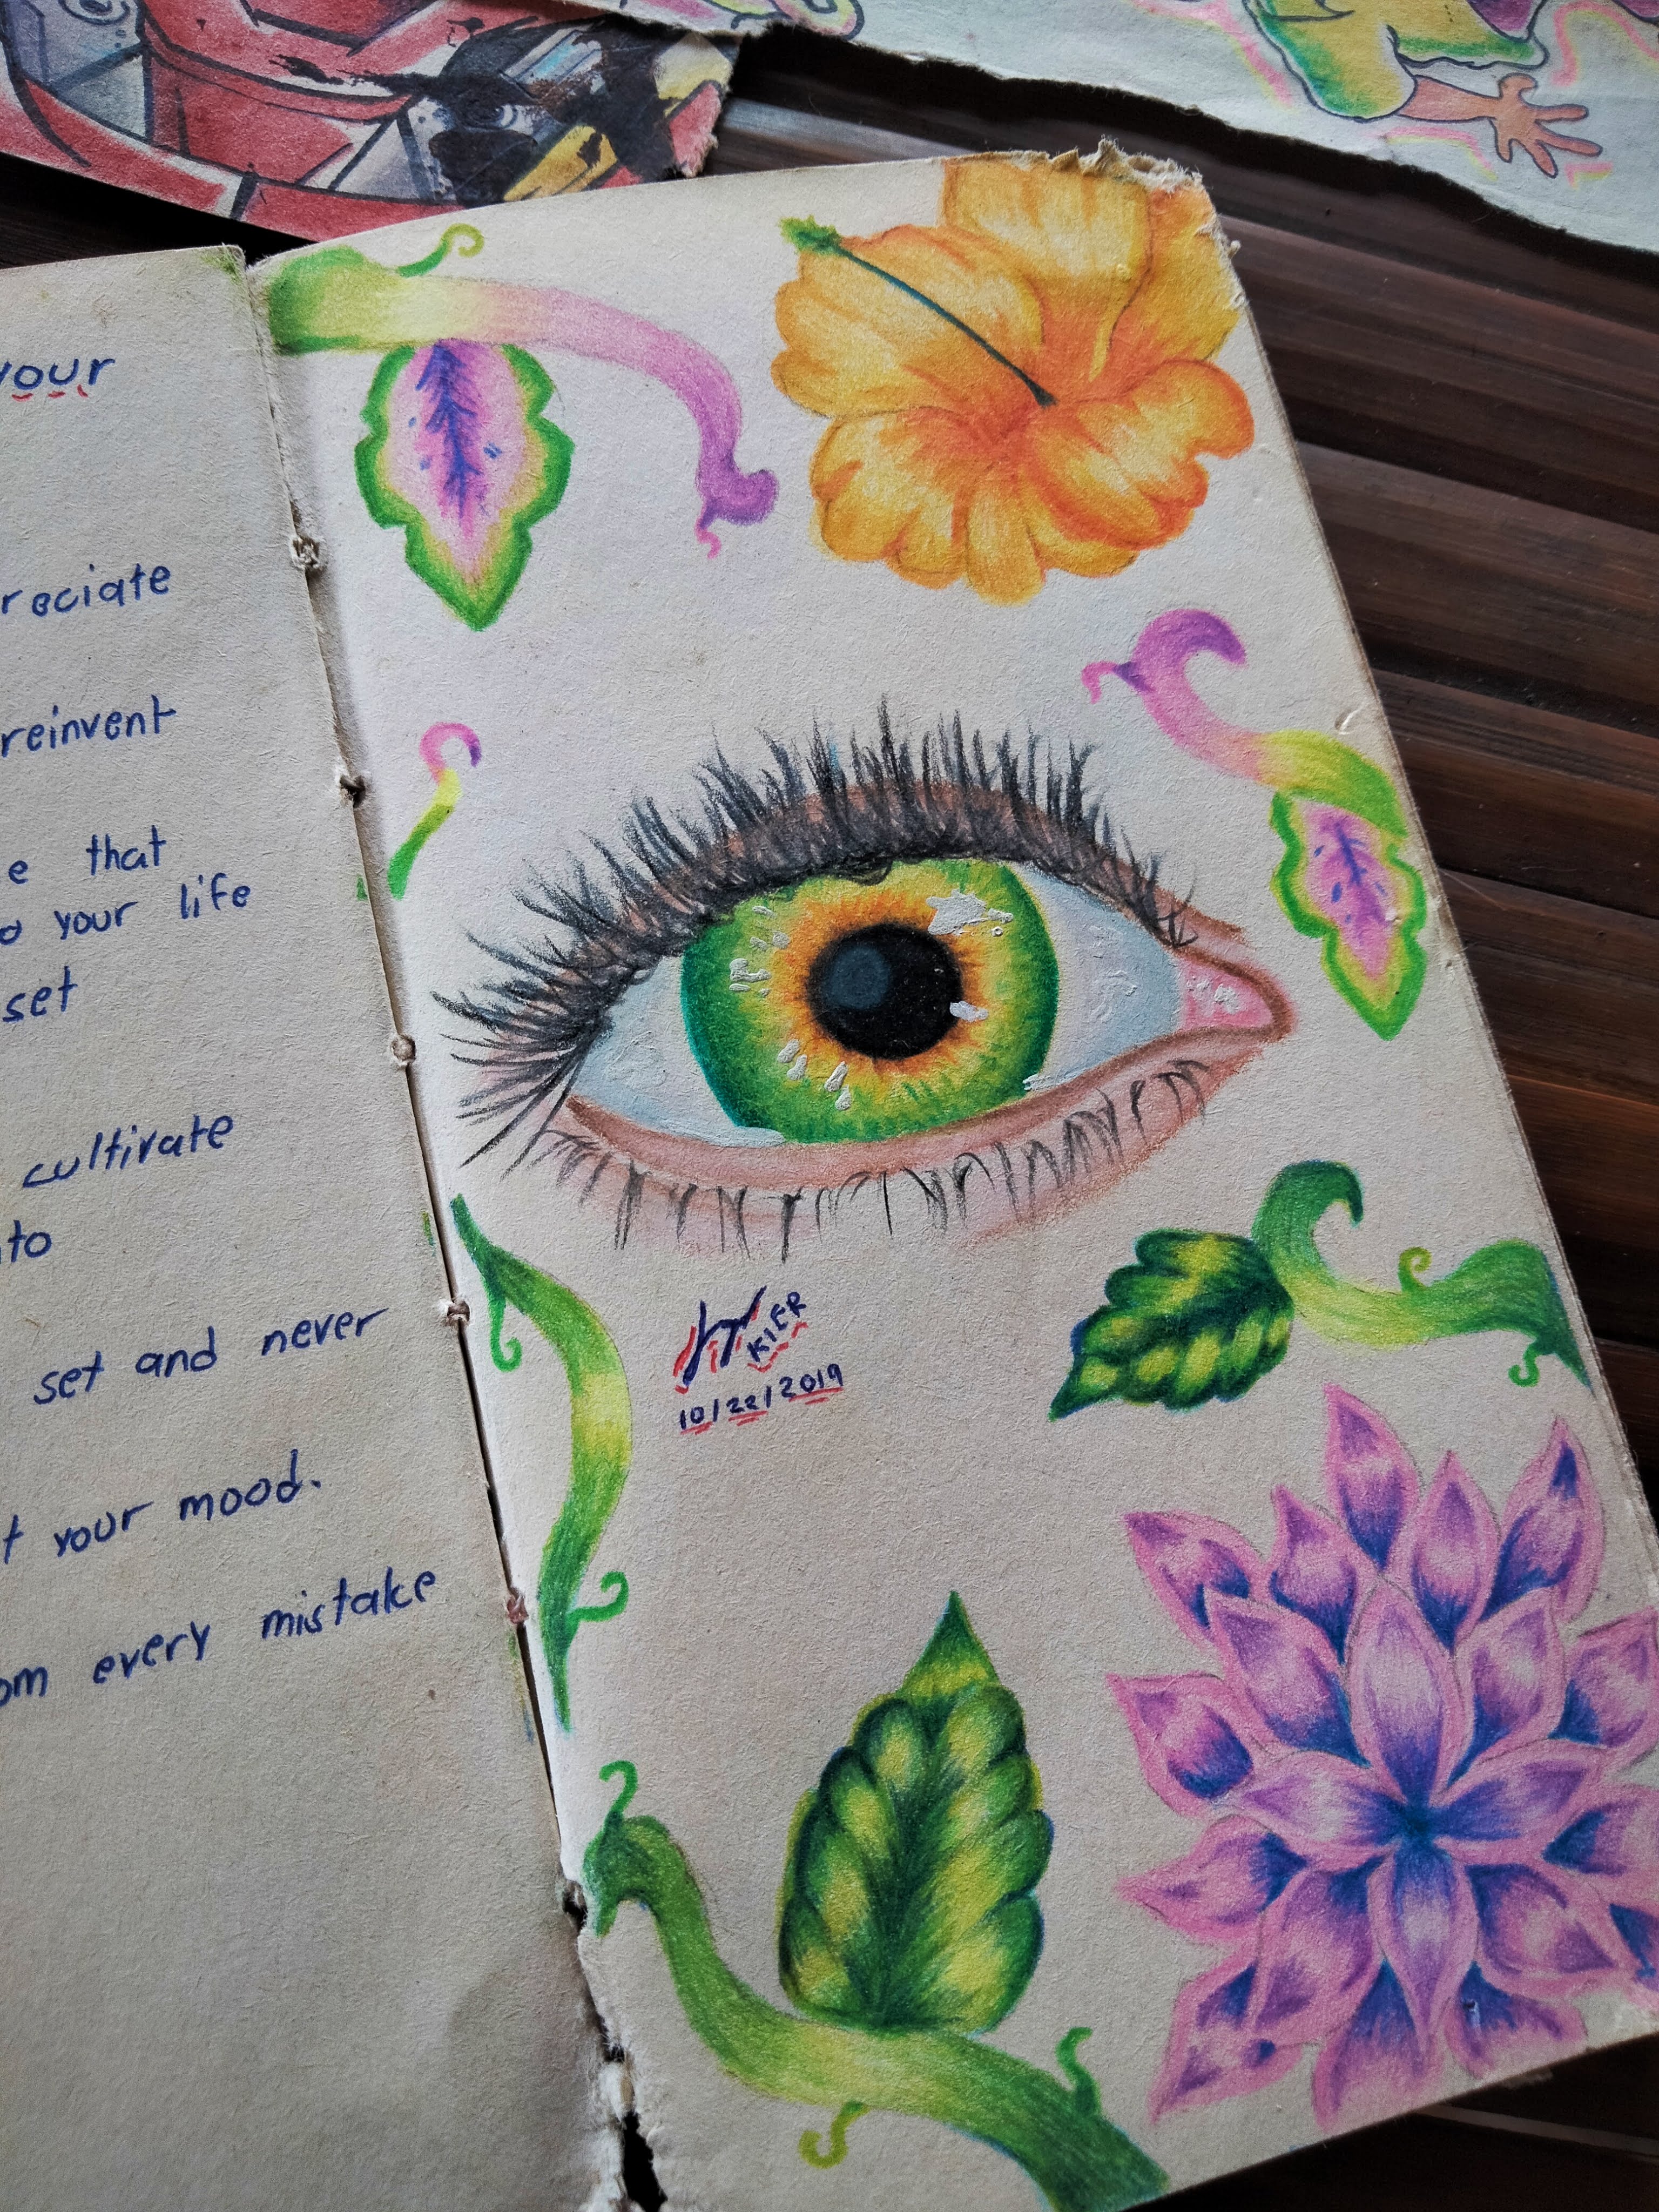 your
reciate
reinvent
e that
o your life
set
cultivate
to
set and never
t your mood.
om every mistake
KIER
10/22/2019